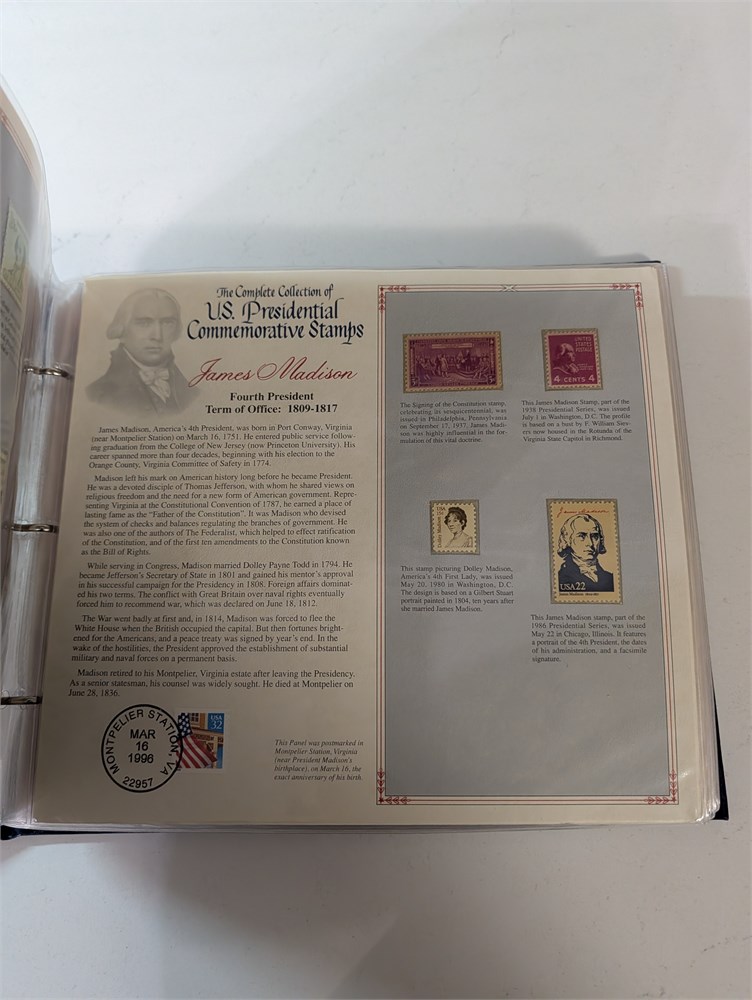 The Complete Collection of
U.S. Presidential
Commemorative Stamps
James Madison
Fourth President
Term of Office: 1809-1817
James Madison, America's 4th President, was born in Port Conway, Virginia
(near Montpelier Station) on March 16, 1751. He entered public service follow-
ing graduation from the College of New Jersey (now Princeton University). His
career spanned more than four decades, beginning with his election to the
Orange County, Virginia Committee of Safety in 1774.
Madison left his mark on American history long before he became President.
He was a devoted disciple of Thomas Jefferson, with whom he shared views on
religious freedom and the need for a new form of American government. Repre-
senting Virginia at the Constitutional Convention of 1787, he earned a place of
lasting fame as the "Father of the Constitution". It was Madison who devised
the system of checks and balances regulating the branches of government. He
was also one of the authors of The Federalist, which helped to effect ratification
of the Constitution, and of the first ten amendments to the Constitution known
as the Bill of Rights.
While serving in Congress, Madison married Dolley Payne Todd in 1794. He
became Jefferson's Secretary of State in 1801 and gained his mentor's approval
in his successful campaign for the Presidency in 1808. Foreign affairs dominat-
ed his two terms. The conflict with Great Britain over naval rights eventually
forced him to recommend war, which was declared on June 18, 1812.
The War went badly at first and, in 1814, Madison was forced to flee the
White House when the British occupied the capital. But then fortunes bright-
ened for the Americans, and a peace treaty was signed by year's end. In the
wake of the hostilities, the President approved the establishment of substantial
military and naval forces on a permanent basis.
Madison retired to his Montpelier, Virginia estate after leaving the Presidency.
As a senior statesman, his counsel was widely sought. He died at Montpelier on
June 28, 1836.
MONTPELIER STATION, VA
MAR
16
1996
22957
USA
32
This Panel was postmarked in
Montpelier Station, Virginia
(near President Madison's
birthplace), on March 16, the
exact anniversary of his birth.
The Signing of the Constitution stamp,
celebrating its sesquicentennial, was
issued in Philadelphia, Pennsylvania
on September 17, 1937. James Madi-
son was highly influential in the for-
mulation of this vital doctrine.
UNITED
STATES
POSTAGE
4 CENTS 4
This James Madison Stamp, part of the
1938 Presidential Series, was issued
July 1 in Washington, D.C. The profile
is based on a bust by F. William Siev-
ers now housed in the Rotunda of the
Virginia State Capitol in Richmond.
USA
15c
Dolley Madison
This stamp picturing Dolley Madison,
America's 4th First Lady, was issued
May 20, 1980 in Washington, D.C.
The design is based on a Gilbert Stuart
portrait painted in 1804, ten years after
she married James Madison.
James Madison
USA22
This James Madison stamp, part of the
1986 Presidential Series, was issued
May 22 in Chicago, Illinois. It features
a portrait of the 4th President, the dates
of his administration, and a facsimile
signature.